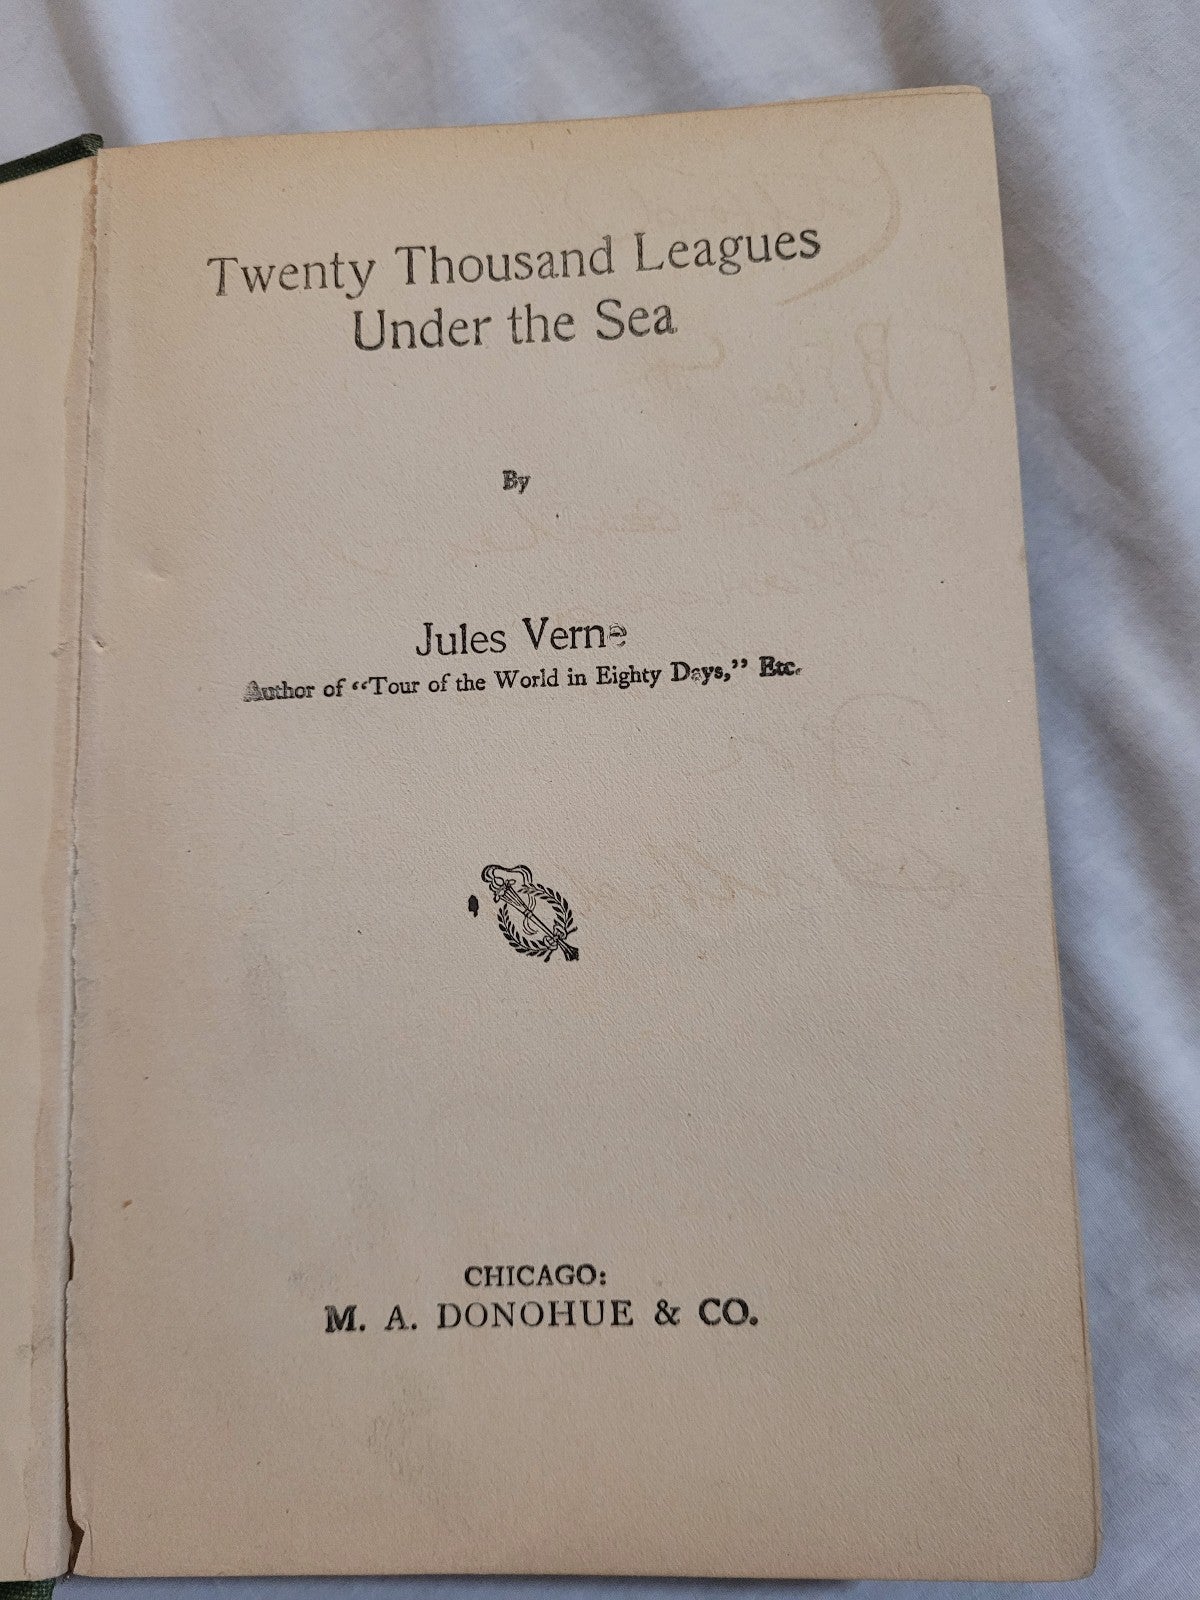 Twenty Thousand Leagues
Under the Sea
By
Jules Verne
Author of “Tour of the World in Eighty Days,” Etc.
CHICAGO:
M. A. DONOHUE & CO.